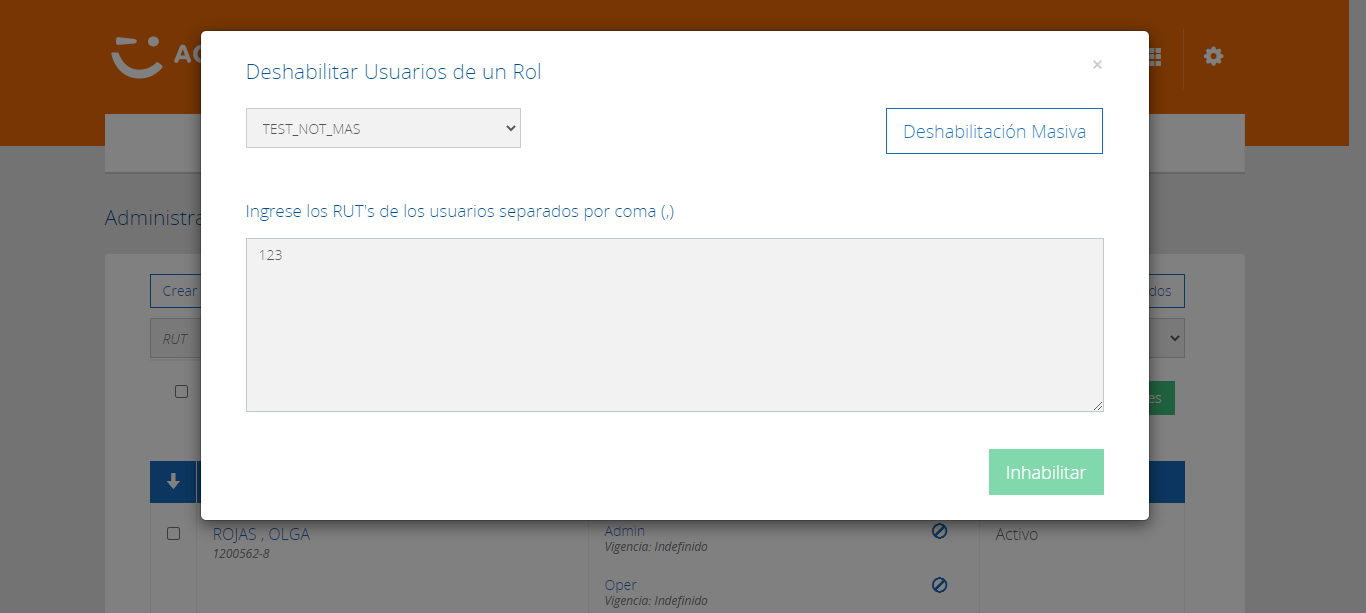 Deshabilitar Usuarios de un Rol
×
TEST_NOT_MAS
Deshabilitación Masiva
Ingrese los RUT's de los usuarios separados por coma (,)
123
Inhabilitar
Administra
Crear
dos
RUT
es
ROJAS , OLGA
1200562-8
Admin
Vigencia: Indefinido
Activo
Oper
Vigencia: Indefinido